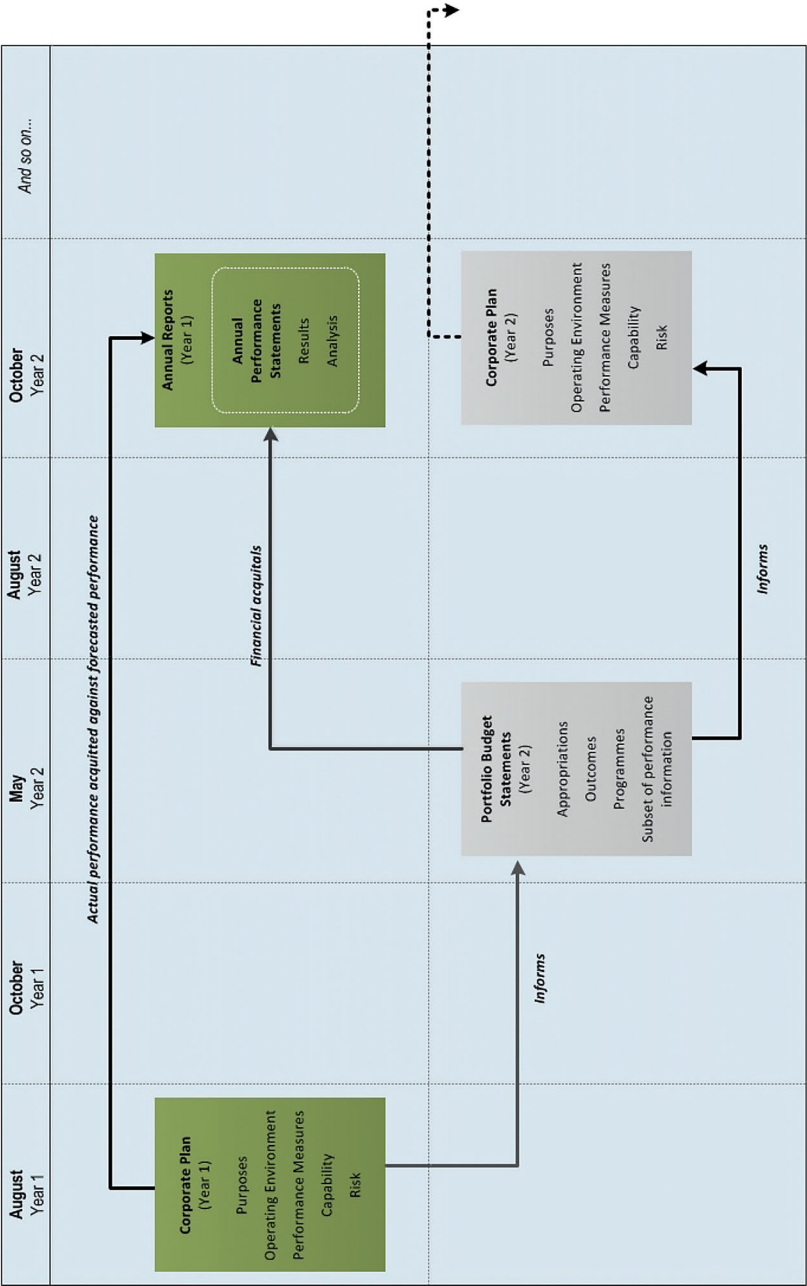 August
Year 1
October
Year 1
May
Year 2
August
Year 2
October
Year 2
And so on...
Actual performance acquitted against forecasted performance
Corporate Plan
(Year 1)
Purposes
Operating Environment
Performance Measures
Capability
Risk
Financial acquitals
Annual Reports
(Year 1)
Annual
Performance
Statements
Results
Analysis
Informs
Portfolio Budget
Statements
(Year 2)
Appropriations
Outcomes
Programmes
Subset of performance
information
Informs
Corporate Plan
(Year 2)
Purposes
Operating Environment
Performance Measures
Capability
Risk